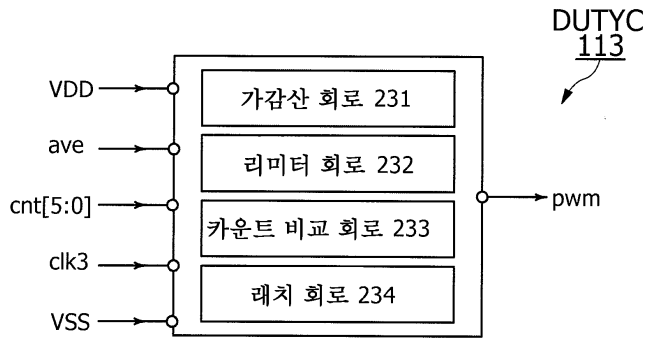 DUTYC
113
VDD
ave
cnt[5:0]
clk3
VSS
가감산 회로 231
리미터 회로 232
카운트 비교 회로 233
래치 회로 234
pwm